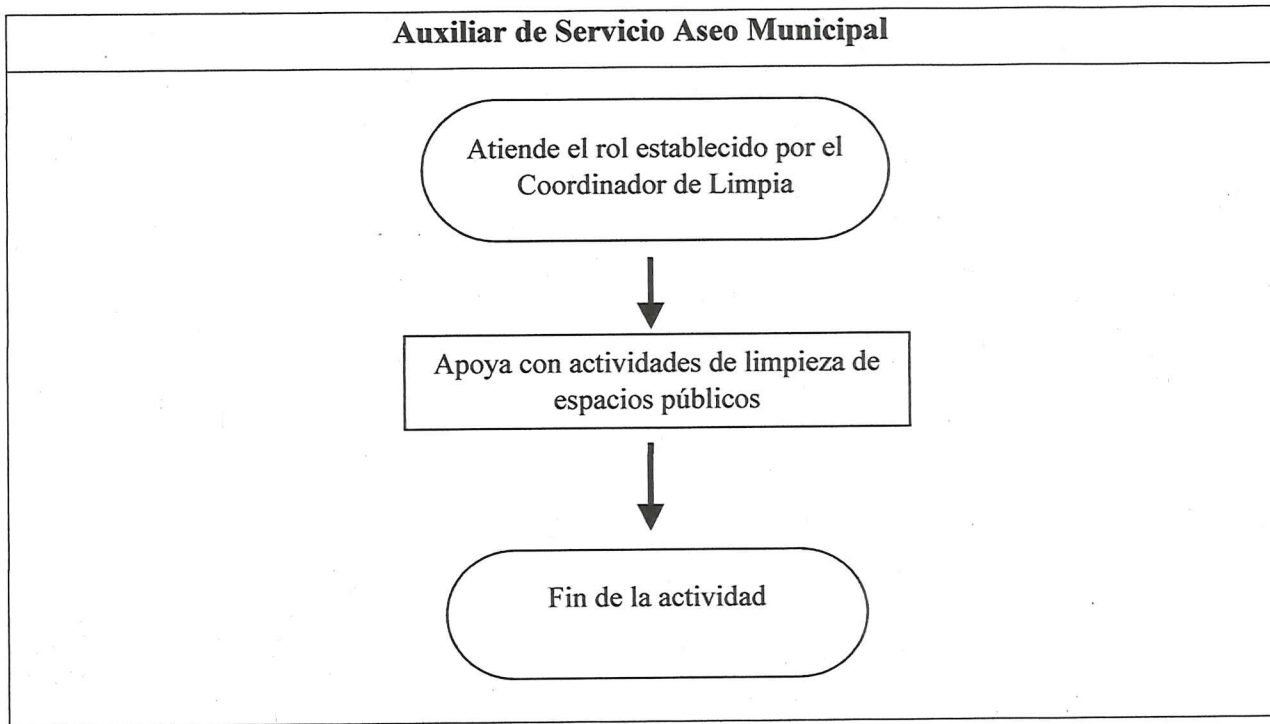 Auxiliar de Servicio Aseo Municipal
Atiende el rol establecido por el
Coordinador de Limpia
Apoya con actividades de limpieza de
espacios públicos
Fin de la actividad